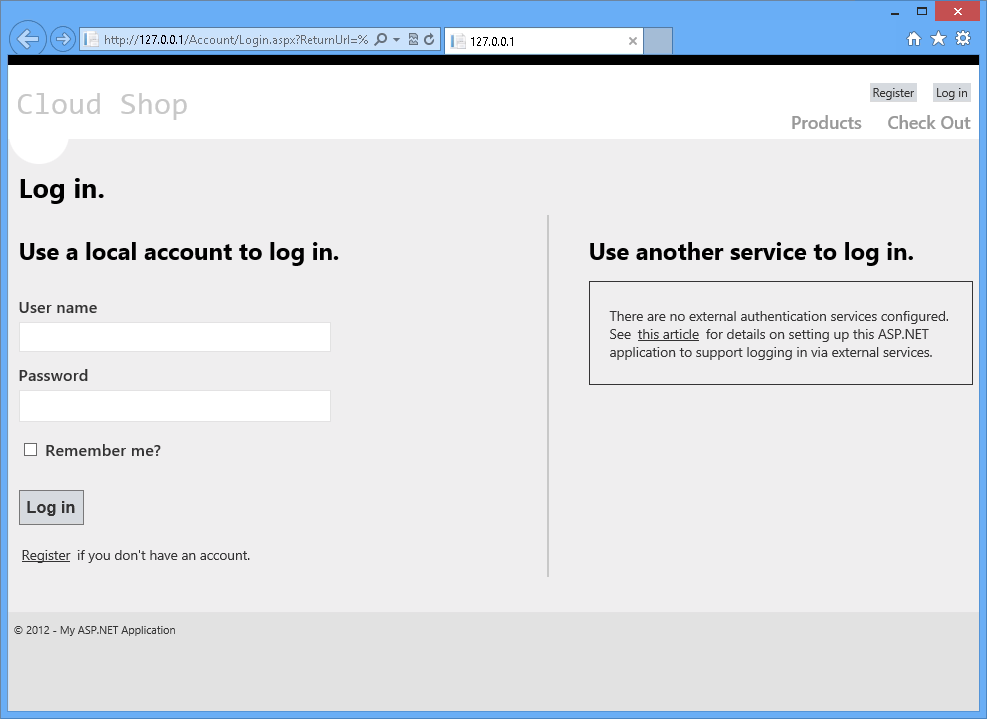 http://127.0.0.1/Account/Login.aspx?ReturnUrl=%
127.0.0.1
Cloud Shop
Register
Log in
Products
Check Out
Log in.
Use a local account to log in.
User name
Password
Remember me?
Log in
Register if you don't have an account.
Use another service to log in.
There are no external authentication services configured.
See this article for details on setting up this ASP.NET
application to support logging in via external services.
© 2012 - My ASP.NET Application